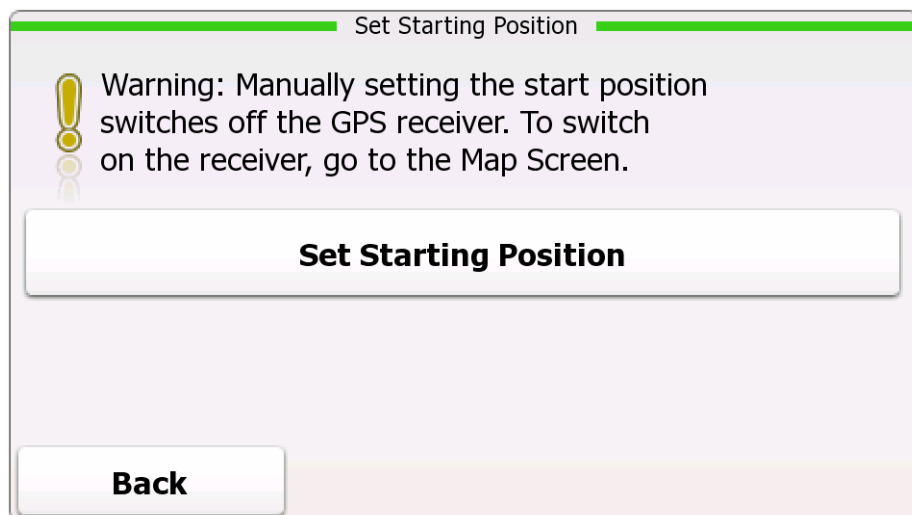 Set Starting Position
Warning: Manually setting the start position
switches off the GPS receiver. To switch
on the receiver, go to the Map Screen.
Set Starting Position
Back